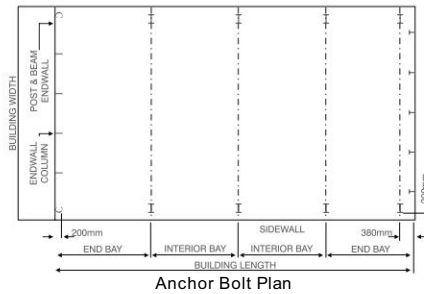 BUILDING WIDTH
POST & BEAM
ENDWALL
ENDWALL
COLUMN
200mm
SIDEWALL
380mm
200mm
END BAY
INTERIOR BAY
INTERIOR BAY
END BAY
BUILDING LENGTH
Anchor Bolt Plan